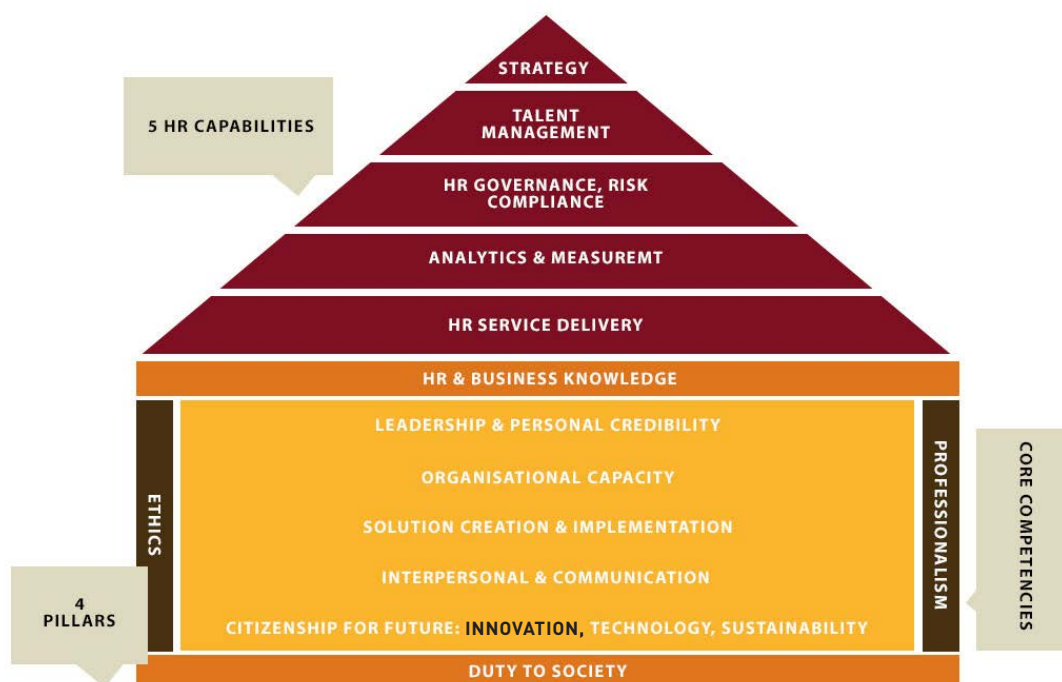 STRATEGY
5 HR CAPABILITIES
TALENT
MANAGEMENT
HR GOVERNANCE, RISK
COMPLIANCE
ANALYTICS & MEASUREMT
HR SERVICE DELIVERY
HR & BUSINESS KNOWLEDGE
ETHICS
LEADERSHIP & PERSONAL CREDIBILITY
ORGANISATIONAL CAPACITY
SOLUTION CREATION & IMPLEMENTATION
INTERPERSONAL & COMMUNICATION
CITIZENSHIP FOR FUTURE: INNOVATION, TECHNOLOGY, SUSTAINABILITY
PROFESSIONALISM
CORE COMPETENCIES
4
PILLARS
DUTY TO SOCIETY